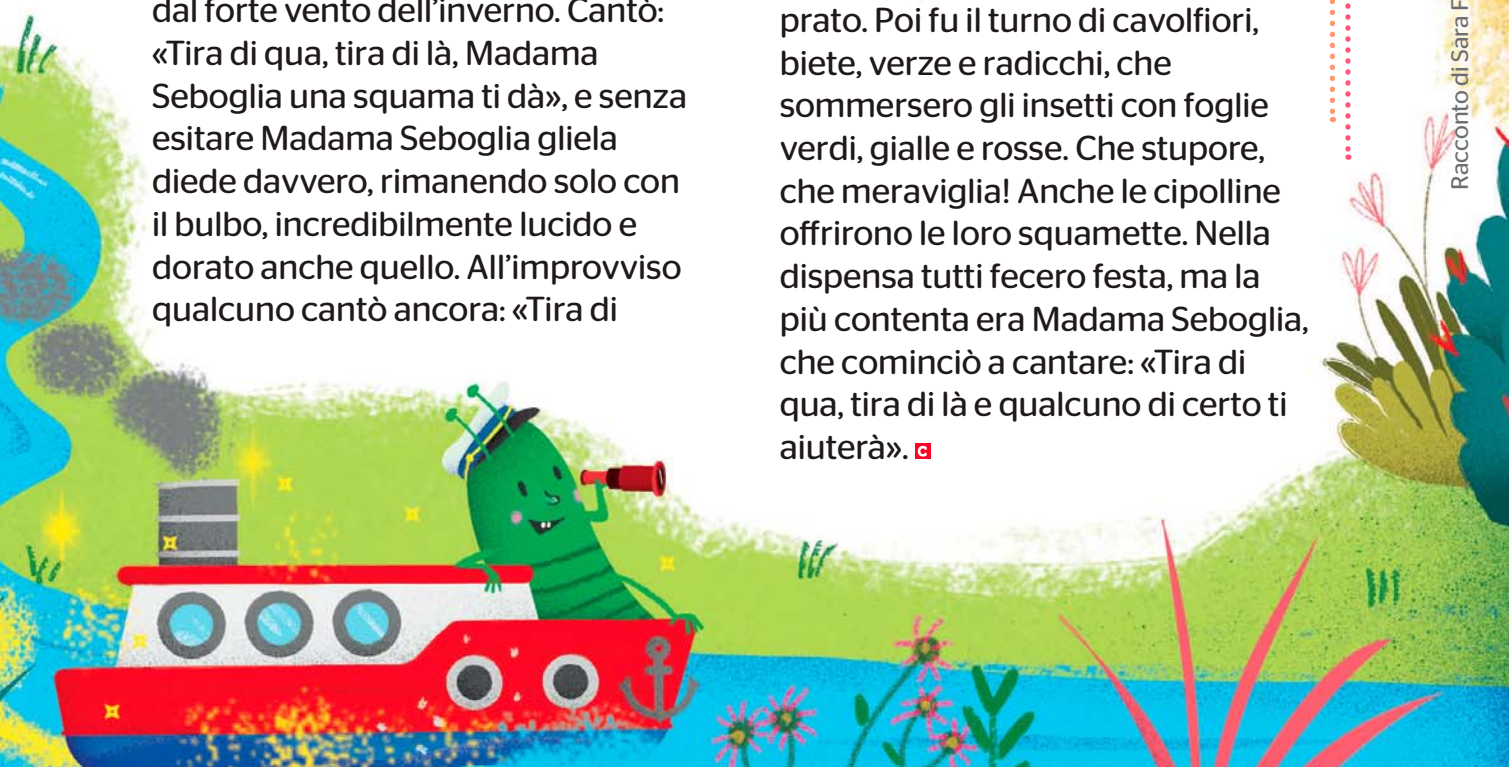 dal forte vento dell'inverno. Cantò:
«Tira di qua, tira di là, Madama
Seboglia una squama ti dà», e senza
esitare Madama Seboglia gliela
diede davvero, rimanendo solo con
il bulbo, incredibilmente lucido e
dorato anche quello. All'improvviso
qualcuno cantò ancora: «Tira di
prato. Poi fu il turno di cavolfiori,
biete, verze e radicchi, che
sommersero gli insetti con foglie
verdi, gialle e rosse. Che stupore,
che meraviglia! Anche le cipolline
offrirono le loro squamette. Nella
dispensa tutti fecero festa, ma la
più contenta era Madama Seboglia,
che cominciò a cantare: «Tira di
qua, tira di là e qualcuno di certo ti
aiuterà». C
Racconto di Sara